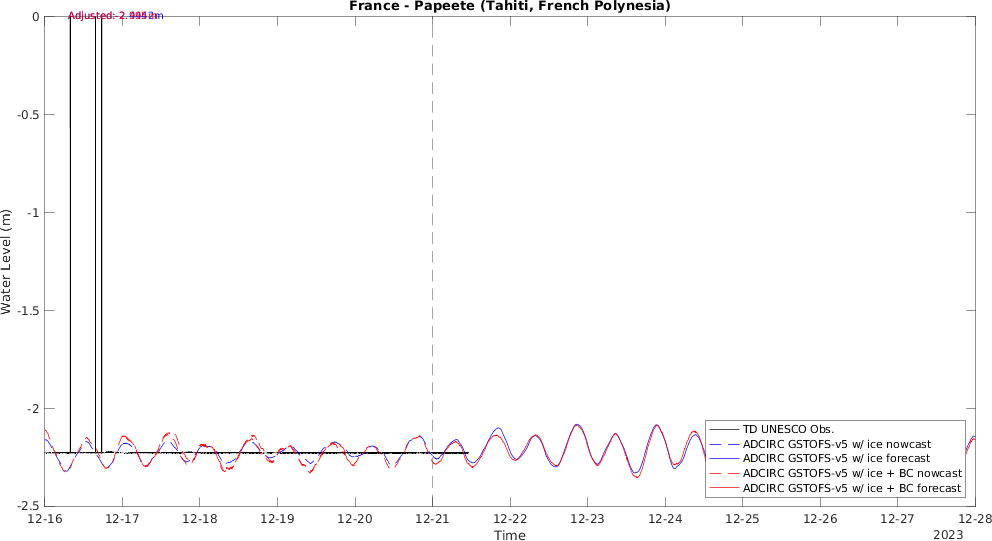 France - Papeete (Tahiti, French Polynesia)
Adjusted:
0
-0.5
-1
-1.5
-2
-2.5
Water Level (m)
TD UNESCO Obs.
ADCIRC GSTOFS-v5 w/ ice nowcast
ADCIRC GSTOFS-v5 w/ ice forecast
ADCIRC GSTOFS-v5 w/ ice + BC nowcast
ADCIRC GSTOFS-v5 w/ ice + BC forecast
12-16 12-17 12-18 12-19 12-20 12-21 12-22 12-23 12-24 12-25 12-26 12-27 12-28
Time
2023